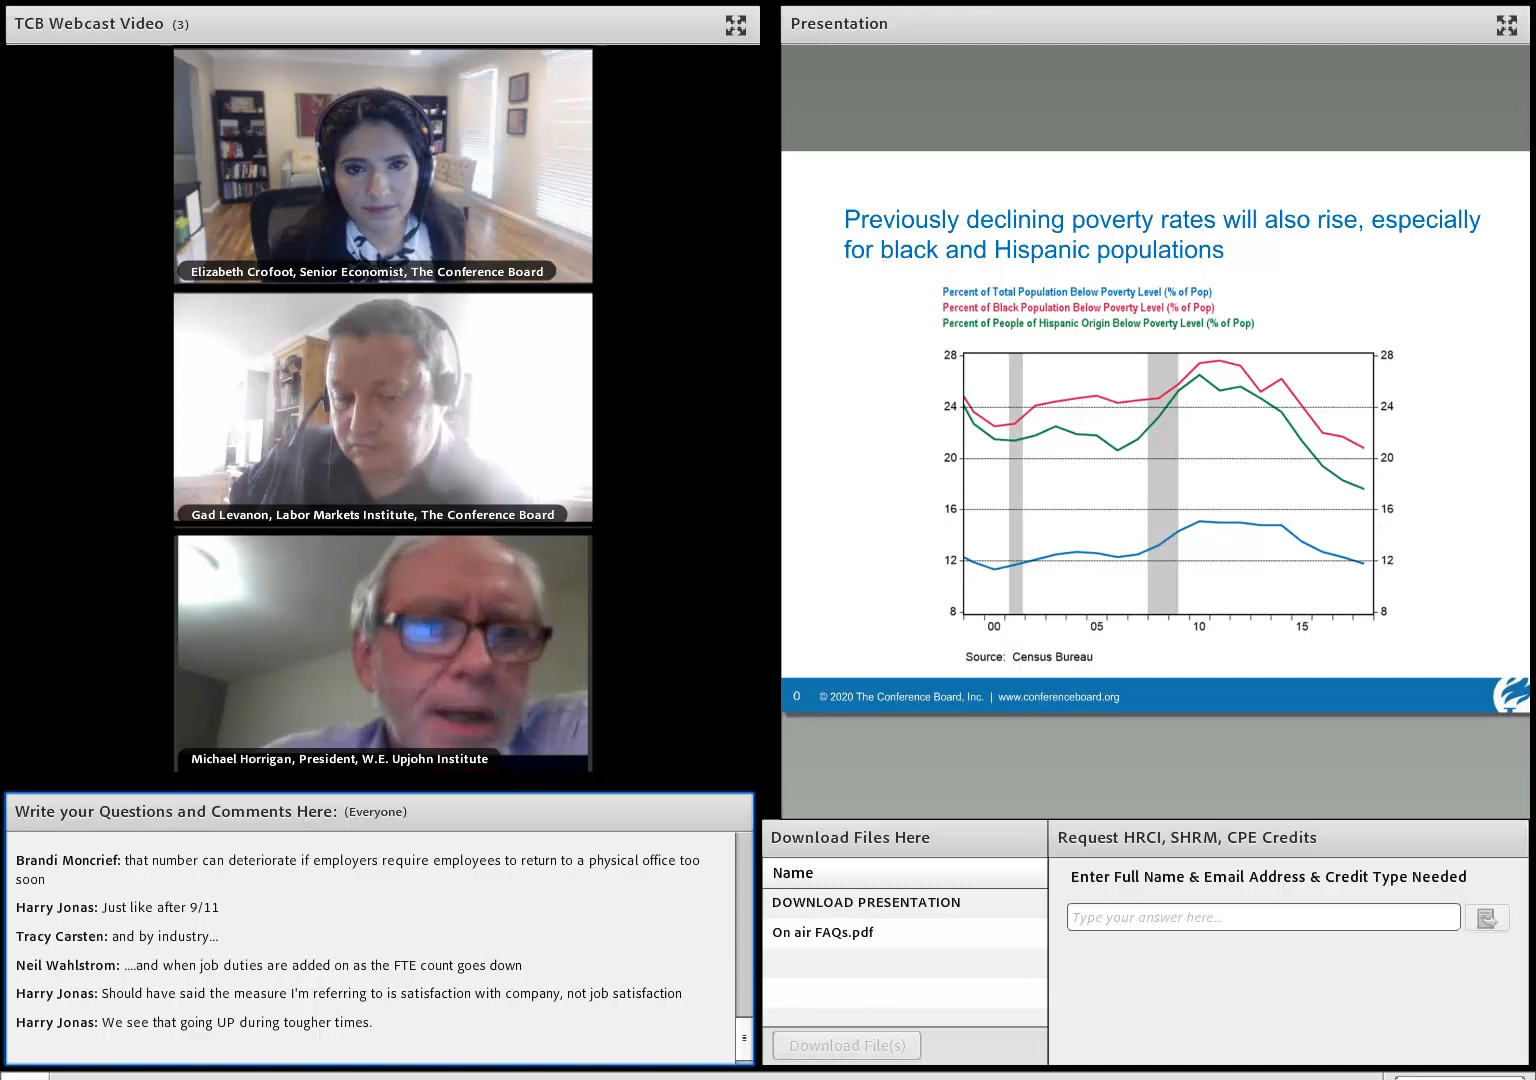 TCB Webcast Video (3)
Elizabeth Crofoot, Senior Economist, The Conference Board
Gad Levanon, Labor Markets Institute, The Conference Board
Michael Horrigan, President, W.E. Upjohn Institute
Write your Questions and Comments Here: (Everyone)
Brandi Moncrief: that number can deteriorate if employers require employees to return to a physical office too
soon
Harry Jonas: Just like after 9/11
Tracy Carsten: and by industry...
Neil Wahlstrom: ....and when job duties are added on as the FTE count goes down
Harry Jonas: Should have said the measure I'm referring to is satisfaction with company, not job satisfaction
Harry Jonas: We see that going UP during tougher times.
Presentation
Previously declining poverty rates will also rise, especially
for black and Hispanic populations
Percent of Total Population Below Poverty Level (% of Pop)
Percent of Black Population Below Poverty Level (% of Pop)
Percent of People of Hispanic Origin Below Poverty Level (% of Pop)
28 28
24 24
20 20
16 16
12 12
8 8
00 05 10 15
Source: Census Bureau
0 © 2020 The Conference Board, Inc. | www.conferenceboard.org
Download Files Here
Name
DOWNLOAD PRESENTATION
On air FAQs.pdf
Download File(s)
Request HRCI, SHRM, CPE Credits
Enter Full Name & Email Address & Credit Type Needed
Type your answer here...